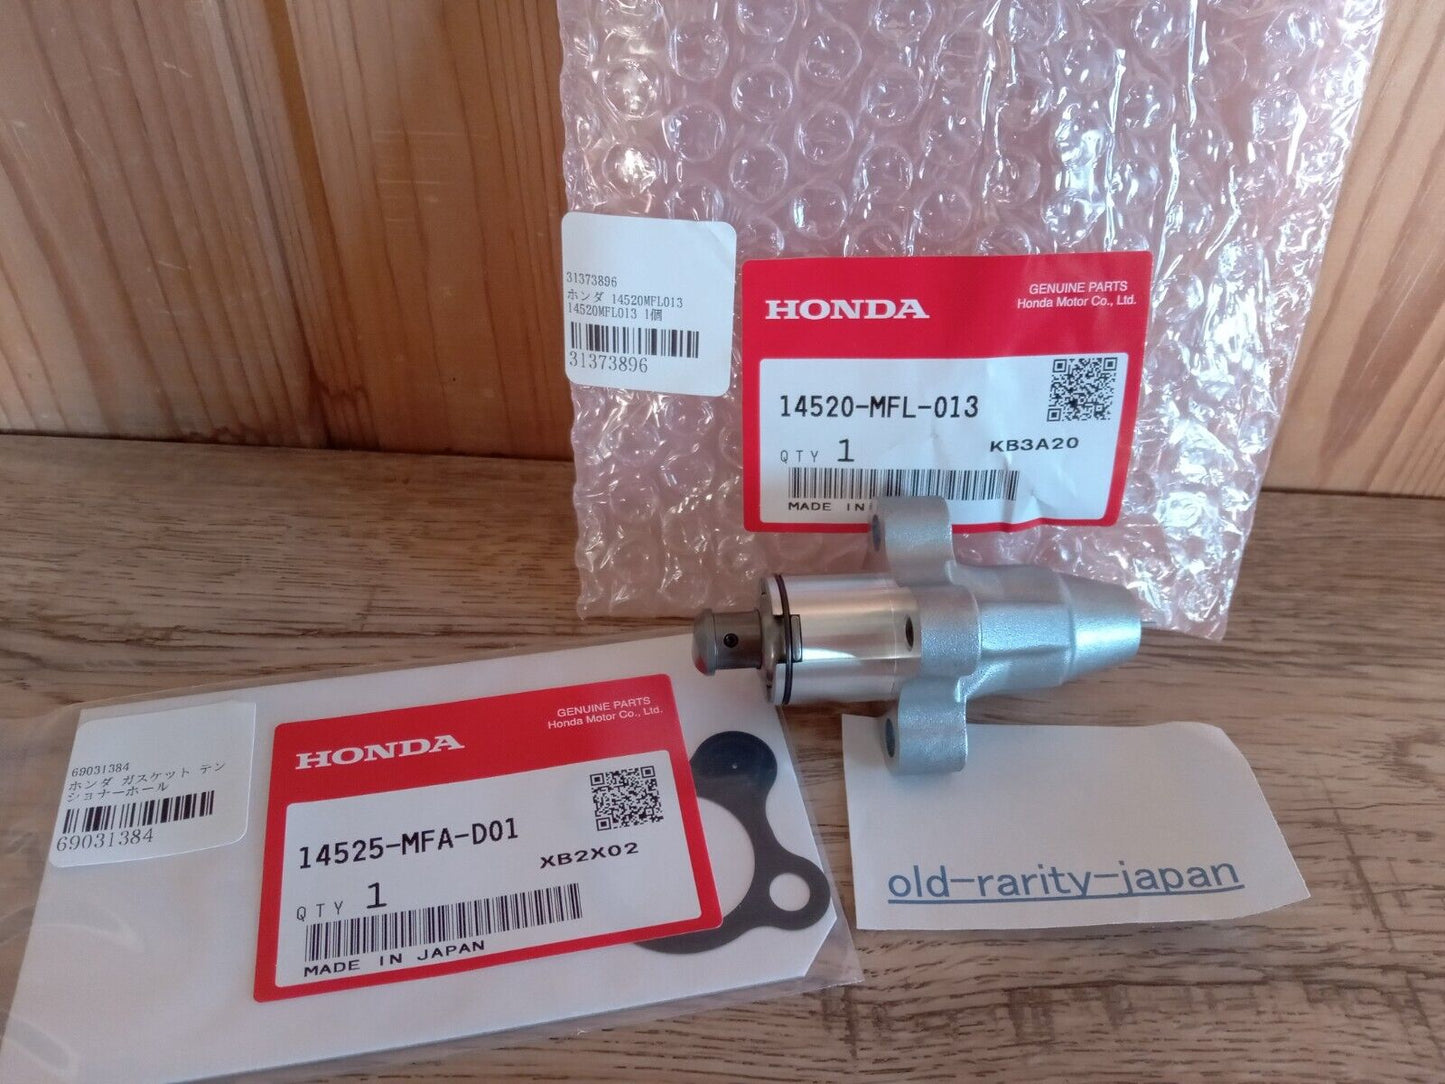 31373896
ホンダ 14520MFL013
14520MFL013 1個
31373896
HONDA
GENUINE PARTS
Honda Motor Co., Ltd.
14520-MFL-013
QTY 1
KB3A20
MADE IN
69031384
ホンダ ガスケット テン
ショナーホール
69031384
HONDA
GENUINE PARTS
Honda Motor Co., Ltd.
14525-MFA-D01
QTY 1
XB2X02
MADE IN JAPAN
old-rarity-japan